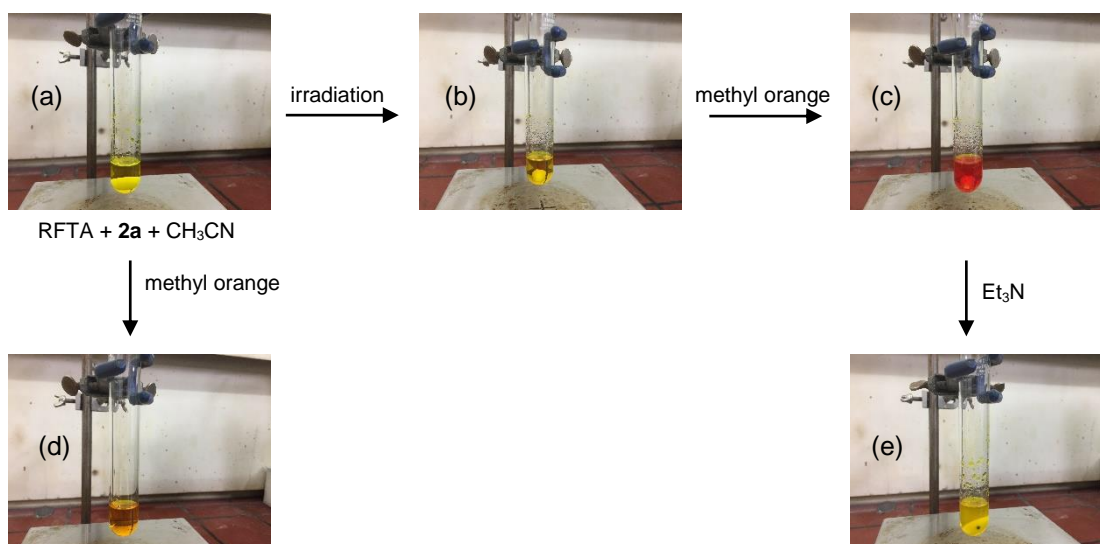 (a)
irradiation
(b)
methyl orange
(c)
RFTA + 2a + CH₃CN
methyl orange
Et₃N
(d)
(e)